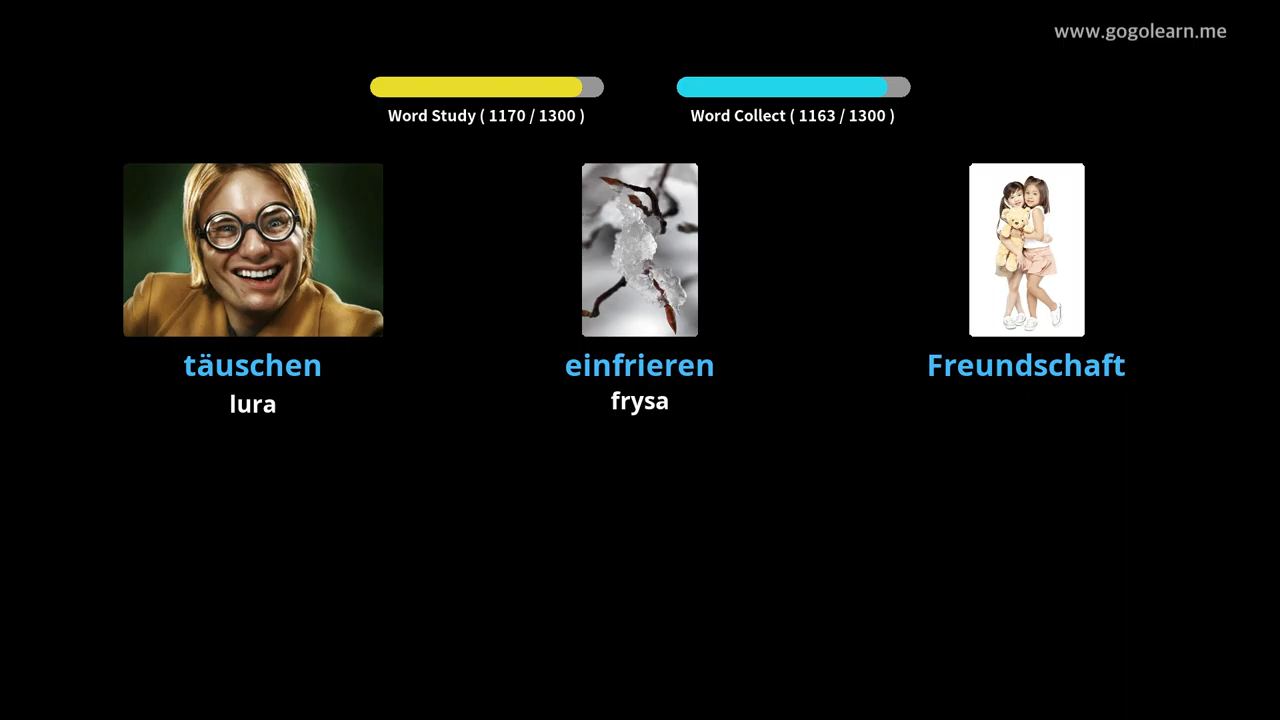 www.gogolearn.me
Word Study ( 1170 / 1300 )
Word Collect ( 1163 / 1300 )
täuschen
lura
einfrieren
frysa
Freundschaft